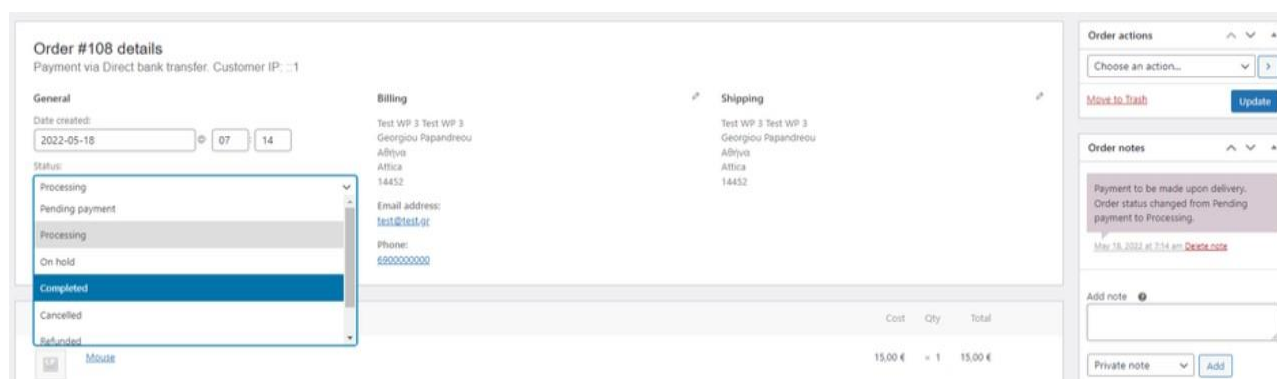 Order #108 details
Payment via Direct bank transfer. Customer IP: ::1
General
Date created:
2022-05-18 @ 07 : 14
Status:
Processing
Pending payment
Processing
On hold
Completed
Cancelled
Refunded
Billing
Test WP 3 Test WP 3
Georgiou Papandreou
Αθήνα
Attica
14452
Email address:
test@test.gr
Phone:
6900000000
Shipping
Test WP 3 Test WP 3
Georgiou Papandreou
Αθήνα
Attica
14452
Cost Qty Total
Mouse 15,00 € × 1 15,00 €
Order actions
Choose an action...
Move to Trash Update
Order notes
Payment to be made upon delivery.
Order status changed from Pending
payment to Processing.
May 18, 2022 at 7:14 am Delete note
Add note
Private note Add